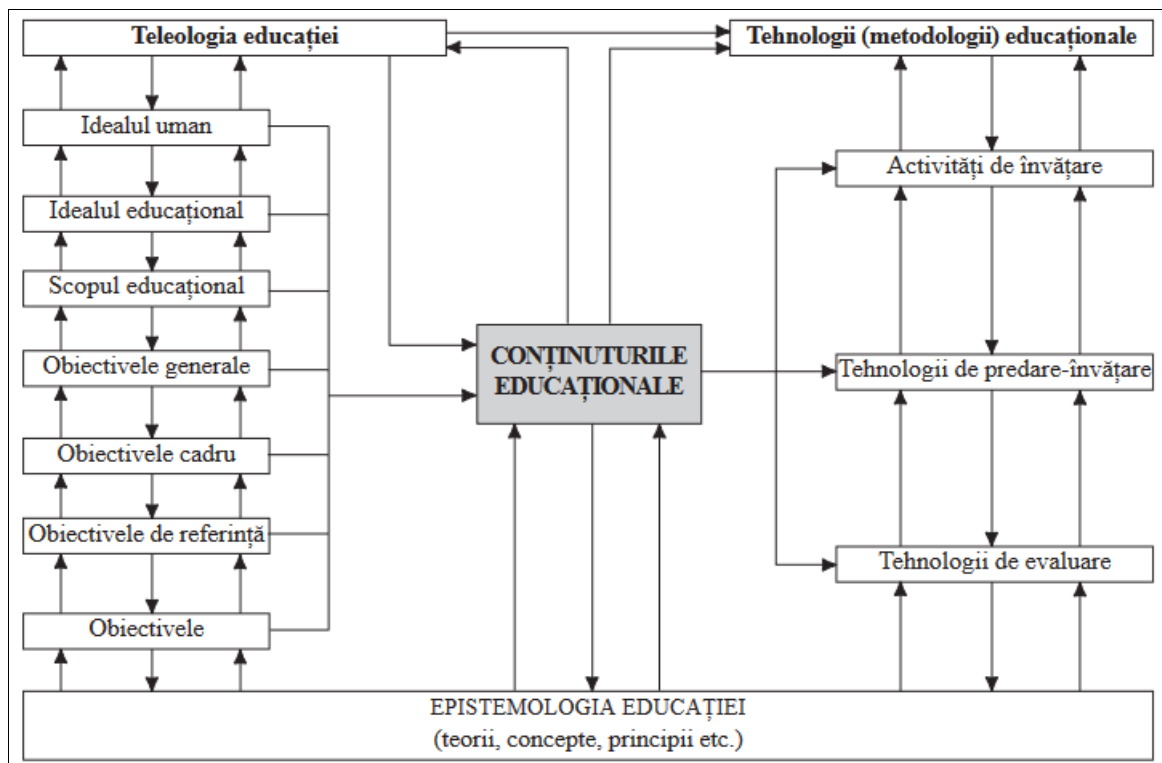 Teleologia educației
Tehnologii (metodologii) educaționale
Idealul uman
Idealul educațional
Scopul educațional
Obiectivele generale
Obiectivele cadru
Obiectivele de referință
Obiectivele
CONȚINUTURILE
EDUCAȚIONALE
Activități de învățare
Tehnologii de predare-învățare
Tehnologii de evaluare
EPISTEMOLOGIA EDUCAȚIEI
(teorii, concepte, principii etc.)